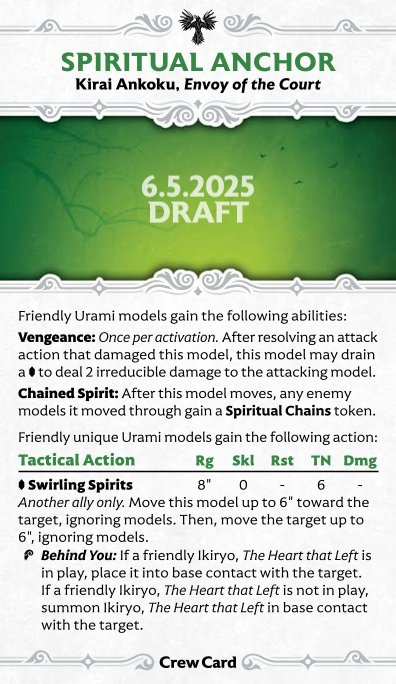 SPIRITUAL ANCHOR
Kirai Ankoku, Envoy of the Court
6.5.2025
DRAFT
Friendly Urami models gain the following abilities:
Vengeance: Once per activation. After resolving an attack
action that damaged this model, this model may drain
a to deal 2 irreducible damage to the attacking model.
Chained Spirit: After this model moves, any enemy
models it moved through gain a Spiritual Chains token.
Friendly unique Urami models gain the following action:
Tactical Action Rg Skl Rst TN Dmg
Swirling Spirits 8" 0 - 6 -
Another ally only. Move this model up to 6" toward the
target, ignoring models. Then, move the target up to
6", ignoring models.
Behind You: If a friendly Ikiryo, The Heart that Left is
in play, place it into base contact with the target.
If a friendly Ikiryo, The Heart that Left is not in play,
summon Ikiryo, The Heart that Left in base contact
with the target.
Crew Card